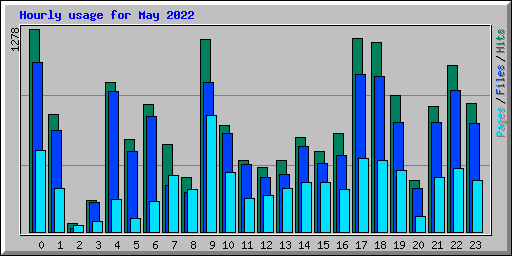 Hourly usage for May 2022
1278
Pages / Files / Hits
0 1 2 3 4 5 6 7 8 9 10 11 12 13 14 15 16 17 18 19 20 21 22 23